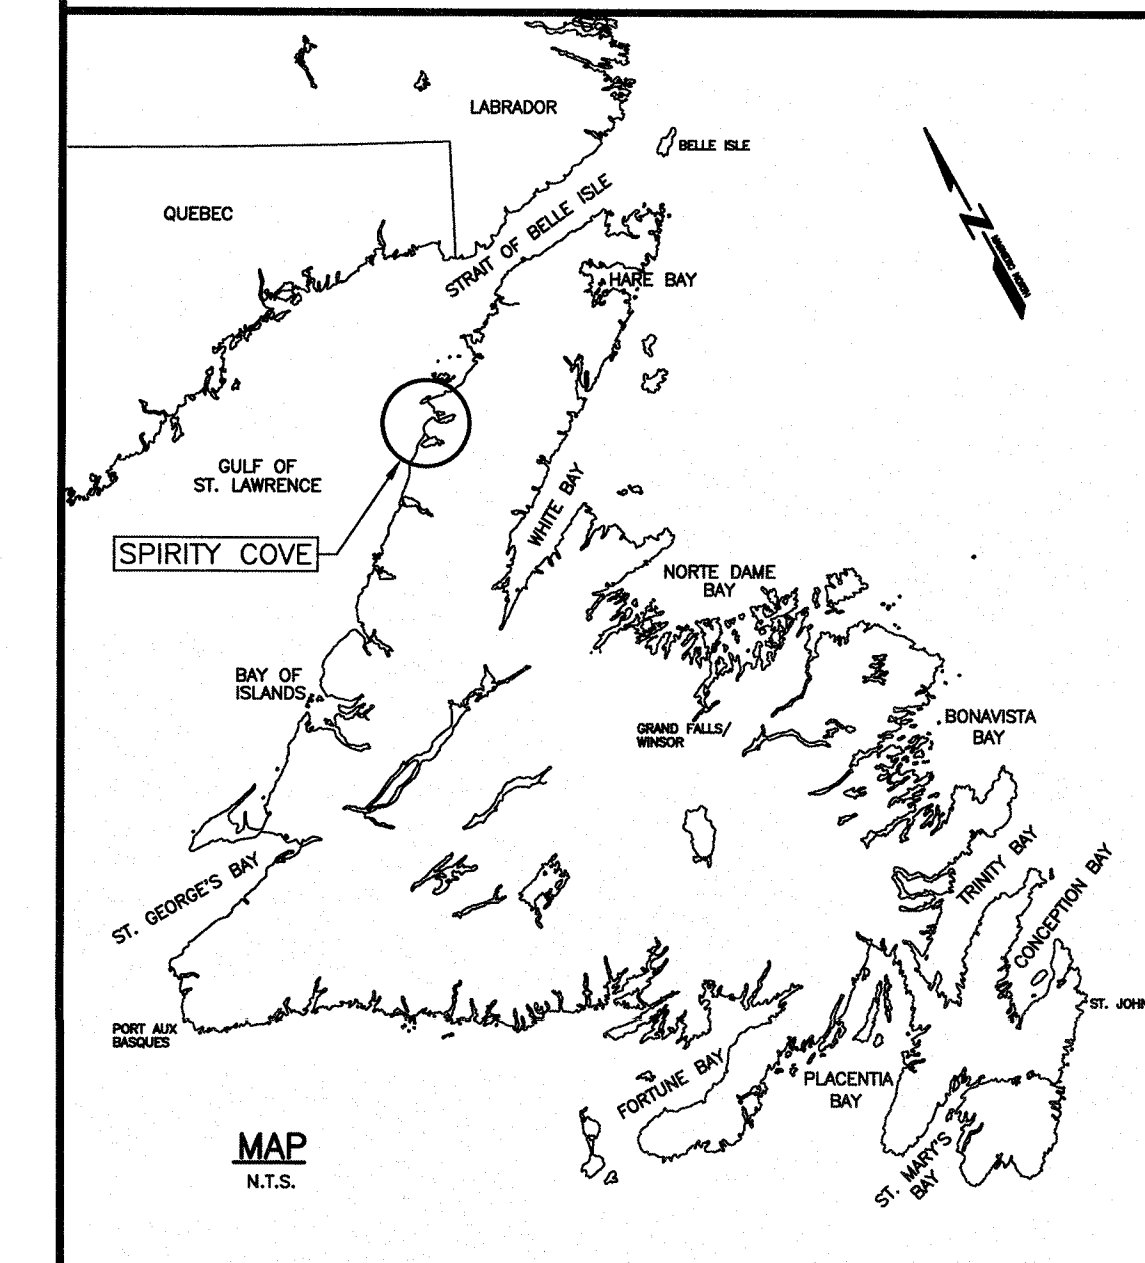 LABRADOR
BELLE ISLE
QUEBEC
STRAIT OF BELLE ISLE
N
MAGNETIC NORTH
HARE BAY
GULF OF
ST. LAWRENCE
WHITE BAY
SPIRITY COVE
NORTE DAME
BAY
BAY OF
ISLANDS
GRAND FALLS/
WINSOR
BONAVISTA
BAY
ST. GEORGE'S BAY
TRINITY BAY
CONCEPTION BAY
ST. JOHN
PORT AUX
BASQUES
FORTUNE BAY
PLACENTIA
BAY
ST. MARY'S
BAY
MAP
N.T.S.